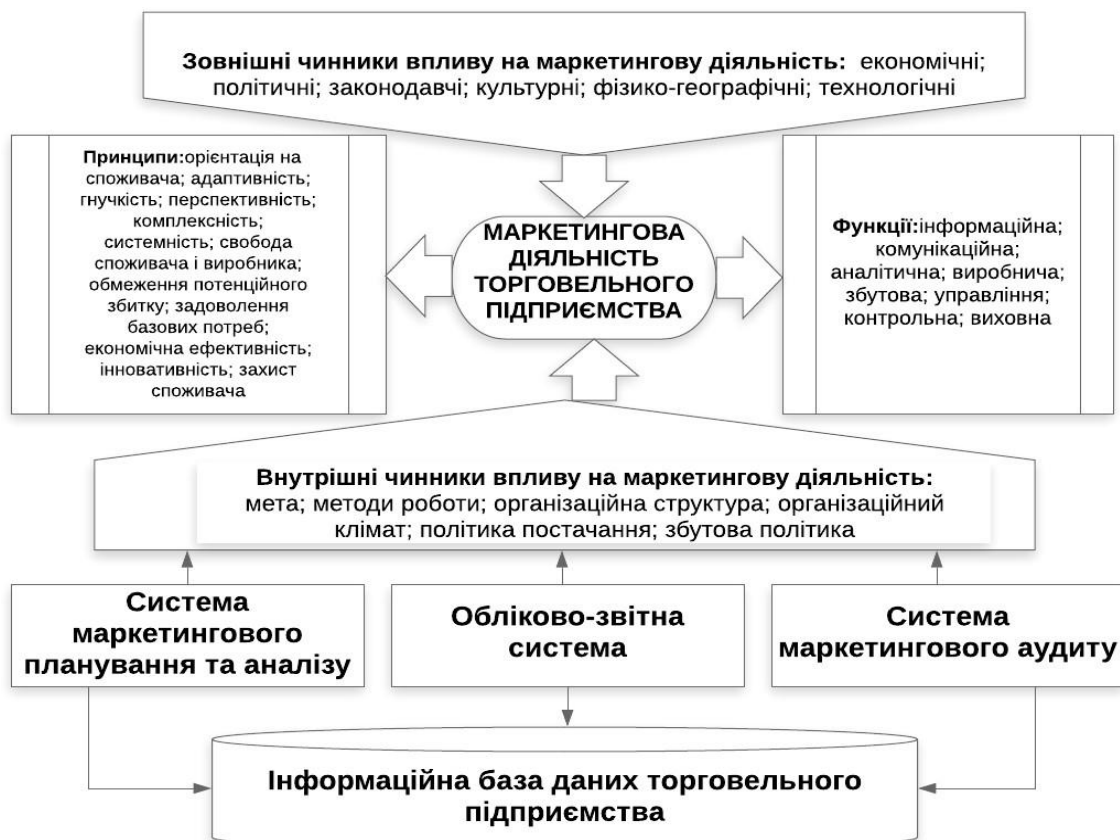 Зовнішні чинники впливу на маркетингову діяльність: економічні;
політичні; законодавчі; культурні; фізико-географічні; технологічні
Принципи:орієнтація на
споживача; адаптивність;
гнучкість; перспективність;
комплексність;
системність; свобода
споживача і виробника;
обмеження потенційного
збитку; задоволення
базових потреб;
економічна ефективність;
інновативність; захист
споживача
МАРКЕТИНГОВА
ДІЯЛЬНІСТЬ
ТОРГОВЕЛЬНОГО
ПІДПРИЄМСТВА
Функції:інформаційна;
комунікаційна;
аналітична; виробнича;
збутова; управління;
контрольна; виховна
Внутрішні чинники впливу на маркетингову діяльність:
мета; методи роботи; організаційна структура; організаційний
клімат; політика постачання; збутова політика
Система
маркетингового
планування та аналізу
Обліково-звітна
система
Система
маркетингового аудиту
Інформаційна база даних торговельного
підприємства